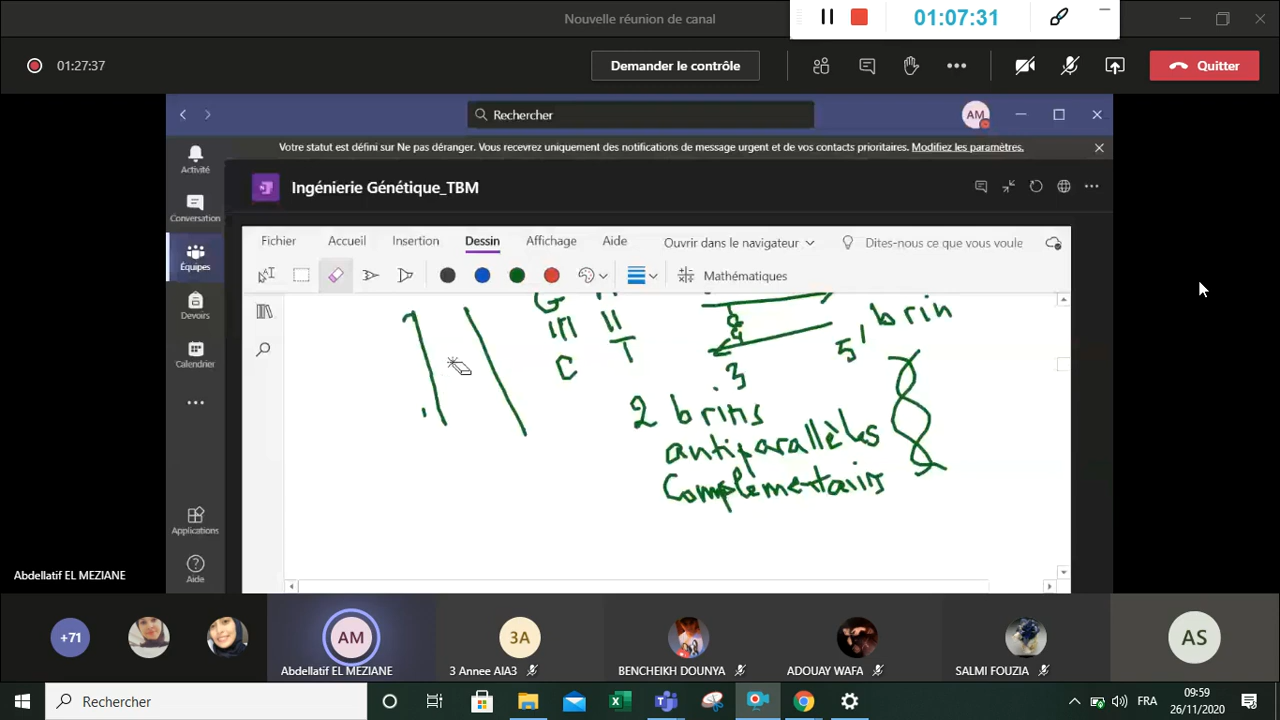 Nouvelle réunion de canal
01:07:31
01:27:37
Demander le contrôle
Quitter
Rechercher
AM
Votre statut est défini sur Ne pas déranger. Vous recevrez uniquement des notifications de message urgent et de vos contacts prioritaires. Modifiez les paramètres.
Activité
Conversation
Équipes
Devoirs
Calendrier
Applications
Aide
Ingénierie Génétique_TBM
Fichier Accueil Insertion Dessin Affichage Aide Ouvrir dans le navigateur Dites-nous ce que vous voule
Mathématiques
G
C T
5' brin
3
2 brins
antiparallèles
Complementairs
Abdellatif EL MEZIANE
+71
AM
Abdellatif EL MEZIANE
3A
3 Annee AIA3
BENCHEIKH DOUNYA
ADOUAY WAFA
SALMI FOUZIA
AS
Rechercher
FRA
09:59
26/11/2020